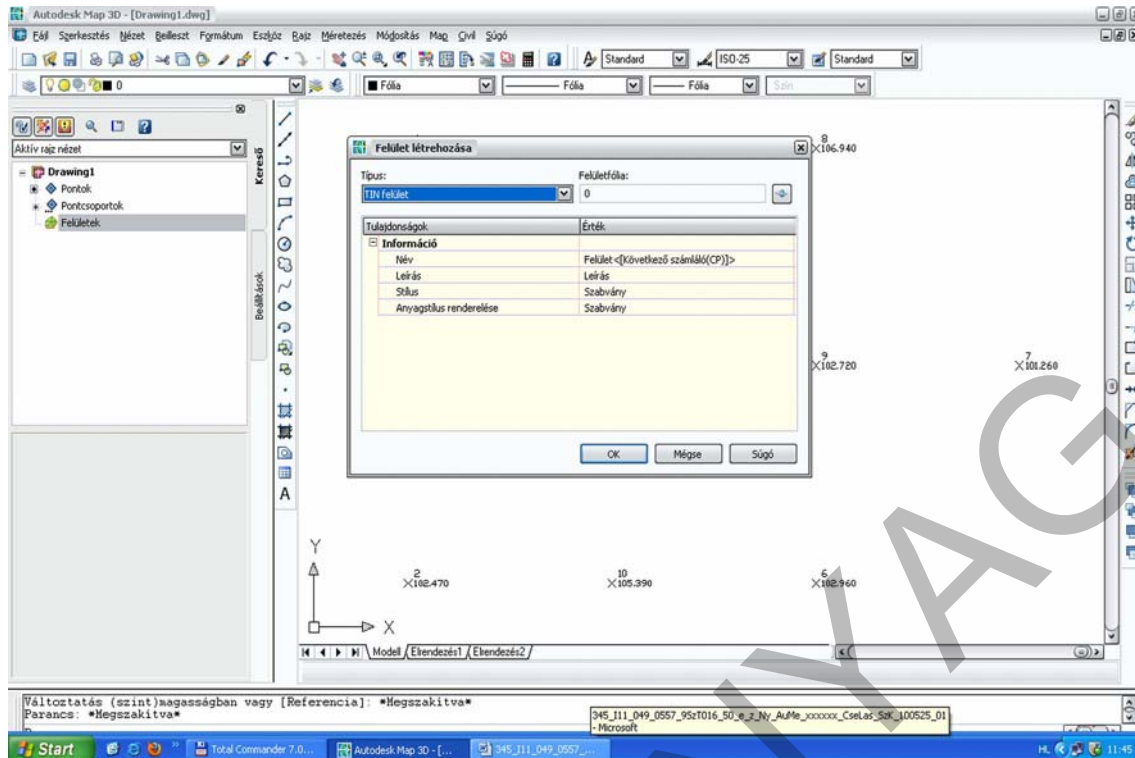 Autodesk Map 3D - [Drawing1.dwg]
Fájl Szerkesztés Nézet Beilleszt Formátum Eszköz Rajz Méretezés Módosítás Map Civil Súgó
Standard ISO-25 Standard
0 Fólia Fólia Fólia Szín
Aktív rajz nézet
Drawing1
Pontok
Pontcsoportok
Felületek
Kereső
Beállítások
Felület létrehozása
Típus: Felületfólia:
TIN felület 0
Tulajdonságok Érték
Információ
Név Felület<[Következő számláló(CP)]>
Leírás Leírás
Stílus Szabvány
Anyagstílus renderelése Szabvány
OK Mégse Súgó
8
106.940
9
102.720
7
101.260
2
102.470
10
105.390
6
102.960
Y
X
A
Modell Elrendezés1 Elrendezés2
Változtatás (szint)magasságban vagy [Referencia]: *Megszakítva*
Parancs: *Megszakítva*
345_I11_049_0557_95zT016_50_e_z_Ny_AuMe_xxxxxx_CseLas_SzK_100525_01
- Microsoft
Start Total Commander 7.0... Autodesk Map 3D - [... 345_I11_049_0557_... HL 11:45
NYAG